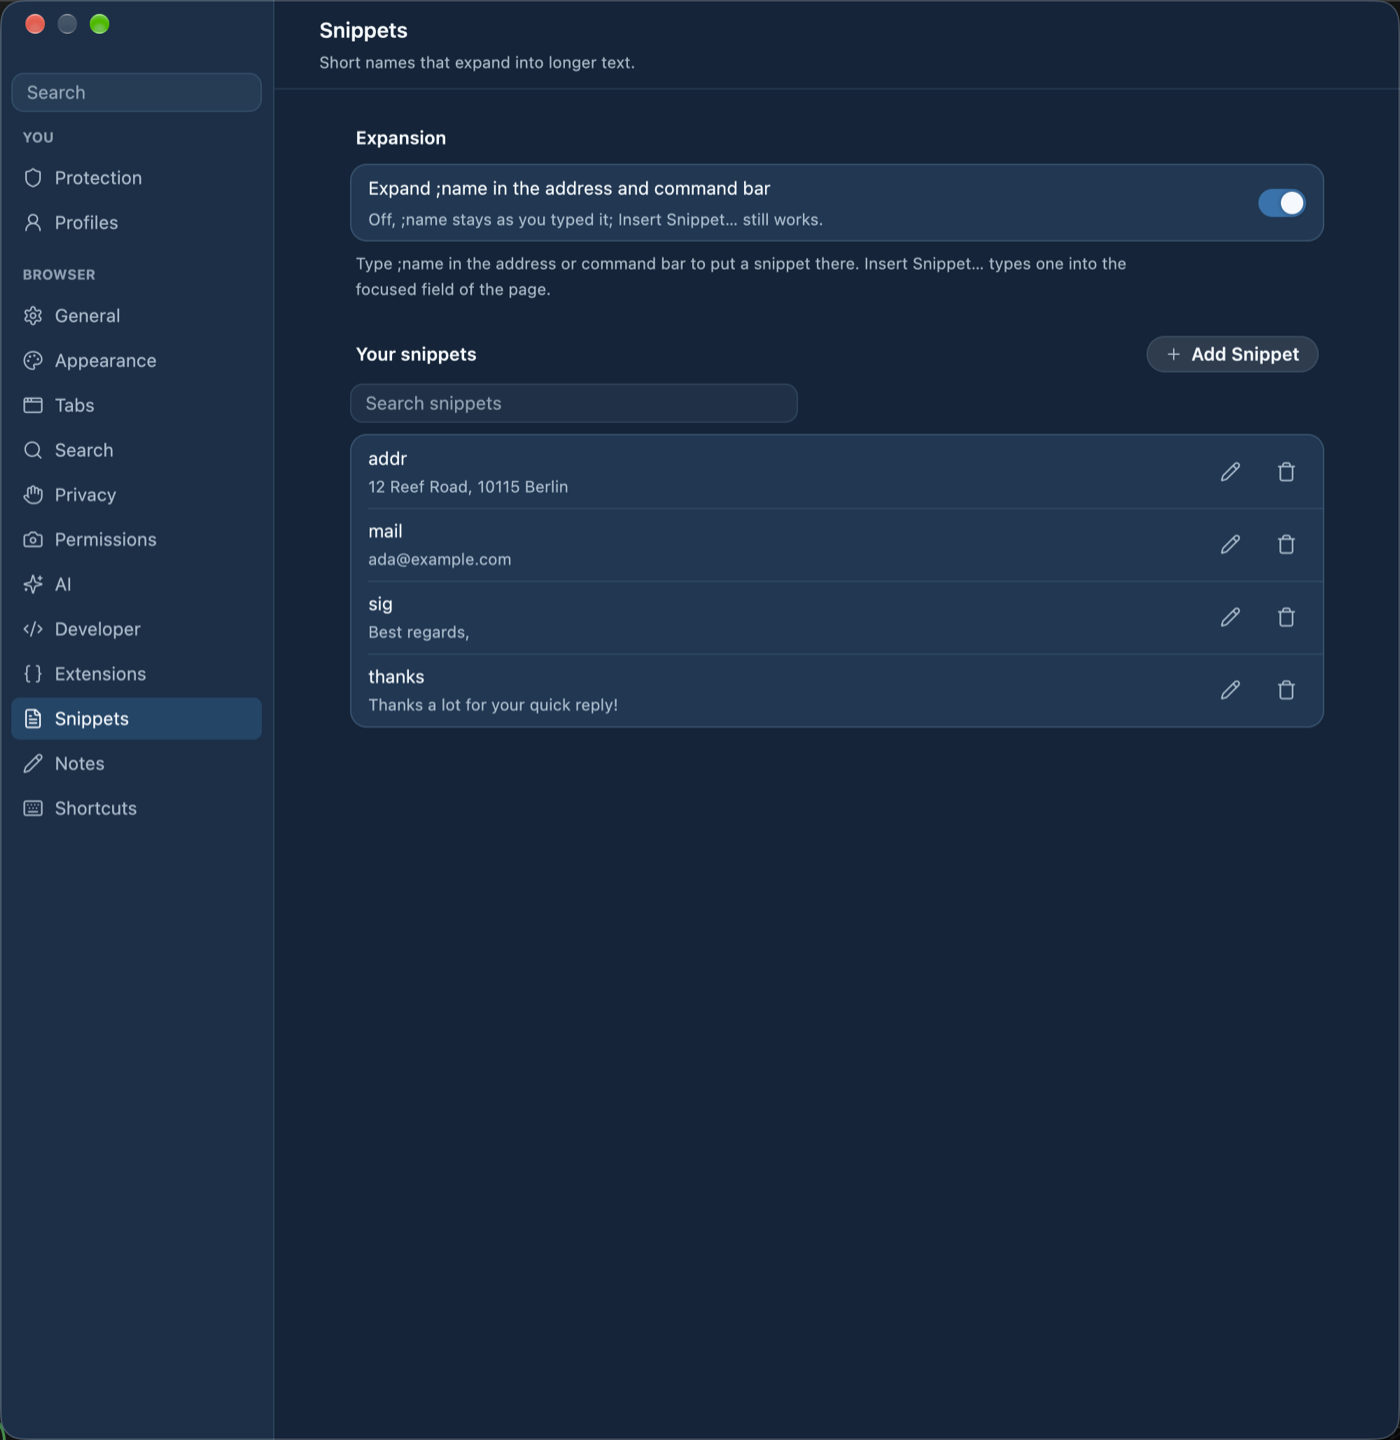 Snippets
Short names that expand into longer text.
Search
YOU
Protection
Profiles
BROWSER
General
Appearance
Tabs
Search
Privacy
Permissions
AI
Developer
Extensions
Snippets
Notes
Shortcuts
Expansion
Expand ;name in the address and command bar
Off, ;name stays as you typed it; Insert Snippet... still works.
Type ;name in the address or command bar to put a snippet there. Insert Snippet... types one into the
focused field of the page.
Your snippets
Add Snippet
Search snippets
addr
12 Reef Road, 10115 Berlin
mail
ada@example.com
sig
Best regards,
thanks
Thanks a lot for your quick reply!